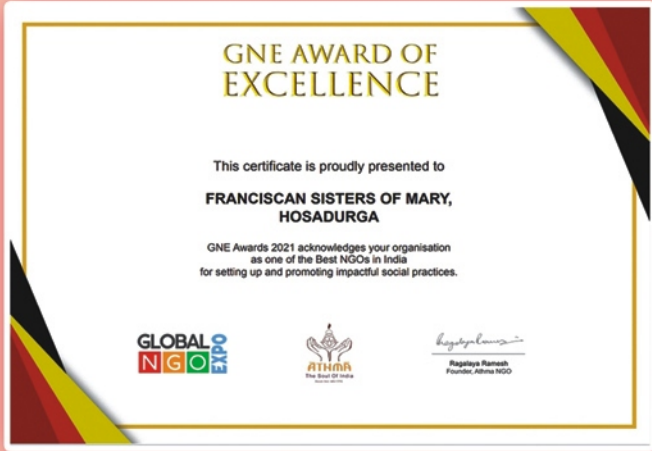 GNE AWARD OF
EXCELLENCE
This certificate is proudly presented to
FRANCISCAN SISTERS OF MARY,
HOSADURGA
GNE Awards 2021 acknowledges your organisation
as one of the Best NGOs in India
for setting up and promoting impactful social practices.
GLOBAL
NGO
EXPO
ATHMA
The Soul Of India
Ragalaya Ramesh
Founder, Athma NGO